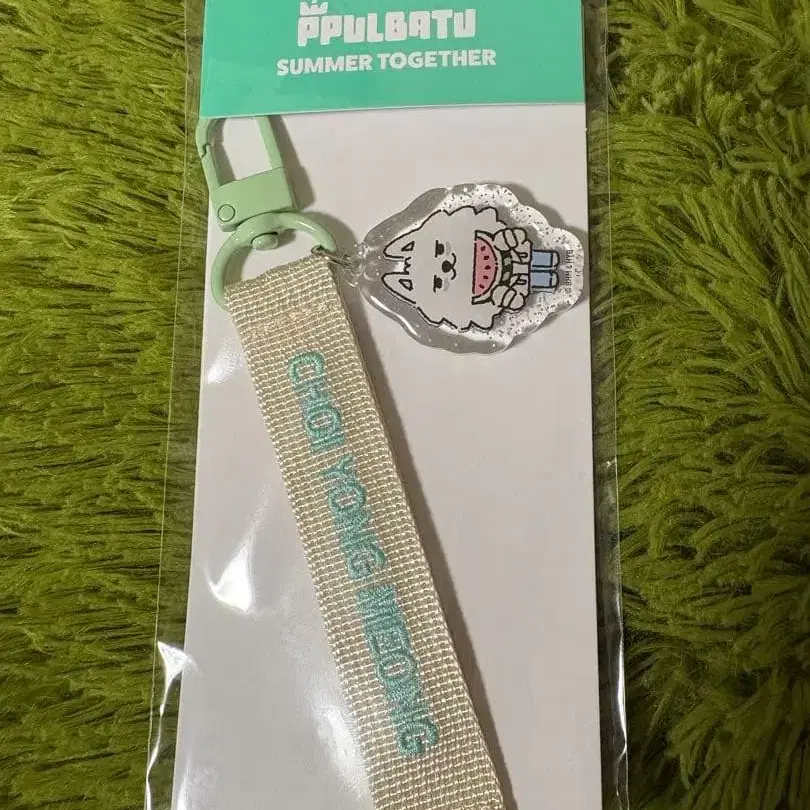 PPULBATU
SUMMER TOGETHER
CHOI YONG MEONG